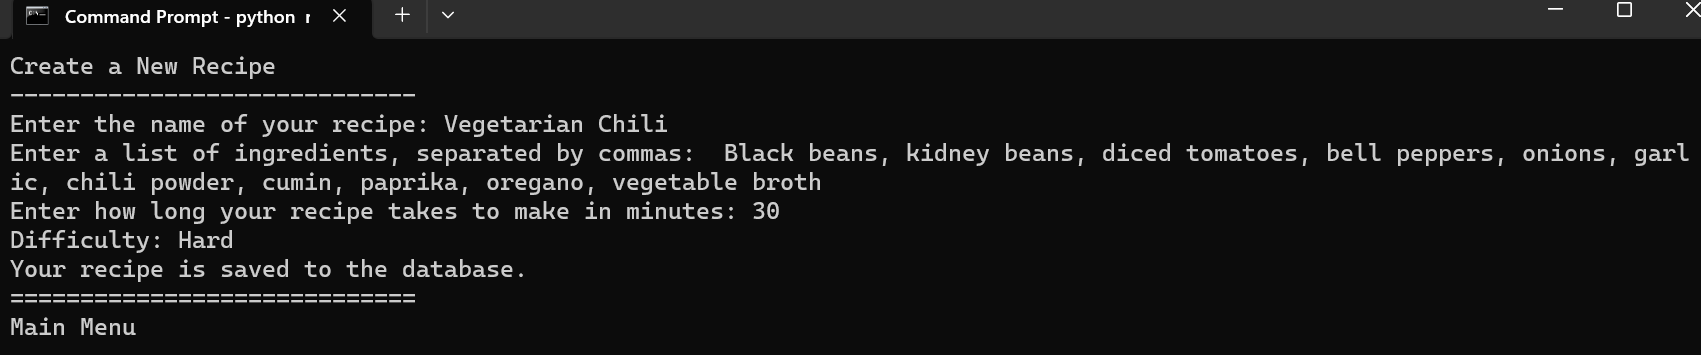 Command Prompt - python r
Create a New Recipe
-----------------------------
Enter the name of your recipe: Vegetarian Chili
Enter a list of ingredients, separated by commas:  Black beans, kidney beans, diced tomatoes, bell peppers, onions, garl
ic, chili powder, cumin, paprika, oregano, vegetable broth
Enter how long your recipe takes to make in minutes: 30
Difficulty: Hard
Your recipe is saved to the database.
=============================
Main Menu